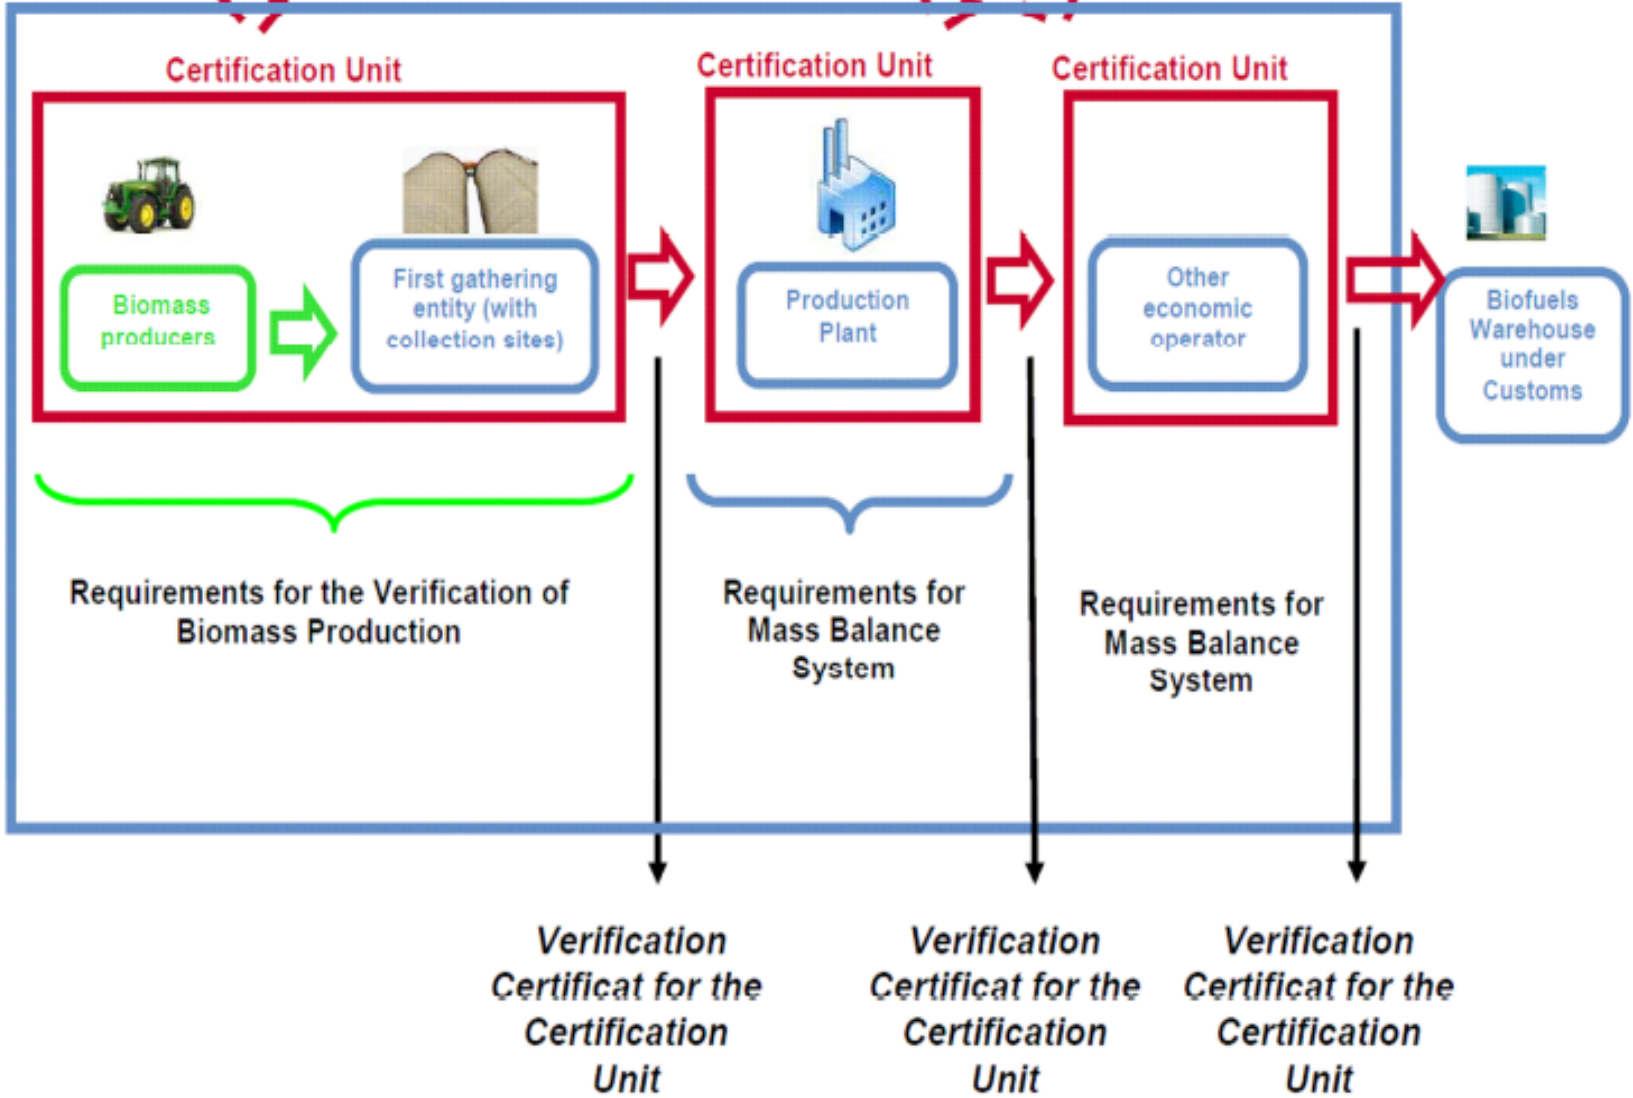 Certification Unit
Certification Unit
Certification Unit
Biomass
producers
First gathering
entity (with
collection sites)
Production
Plant
Other
economic
operator
Biofuels
Warehouse
under
Customs
Requirements for the Verification of
Biomass Production
Requirements for
Mass Balance
System
Requirements for
Mass Balance
System
Verification
Certificat for the
Certification
Unit
Verification
Certificat for the
Certification
Unit
Verification
Certificat for the
Certification
Unit